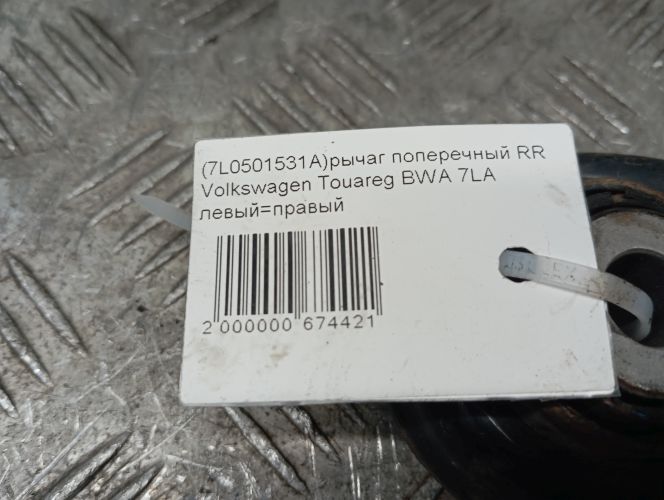 (7L0501531A)рычаг поперечный RR
Volkswagen Touareg BWA 7LA
левый=правый
2 000000 674421